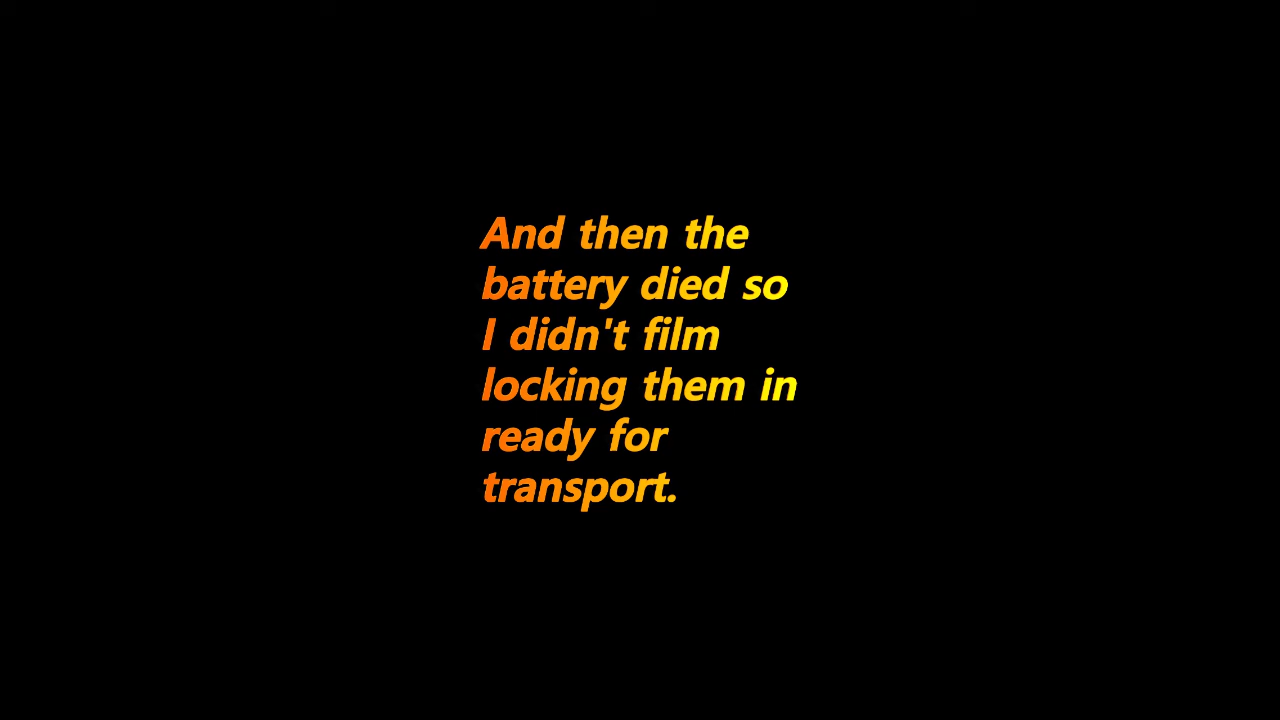 And then the
battery died so
I didn't film
locking them in
ready for
transport.